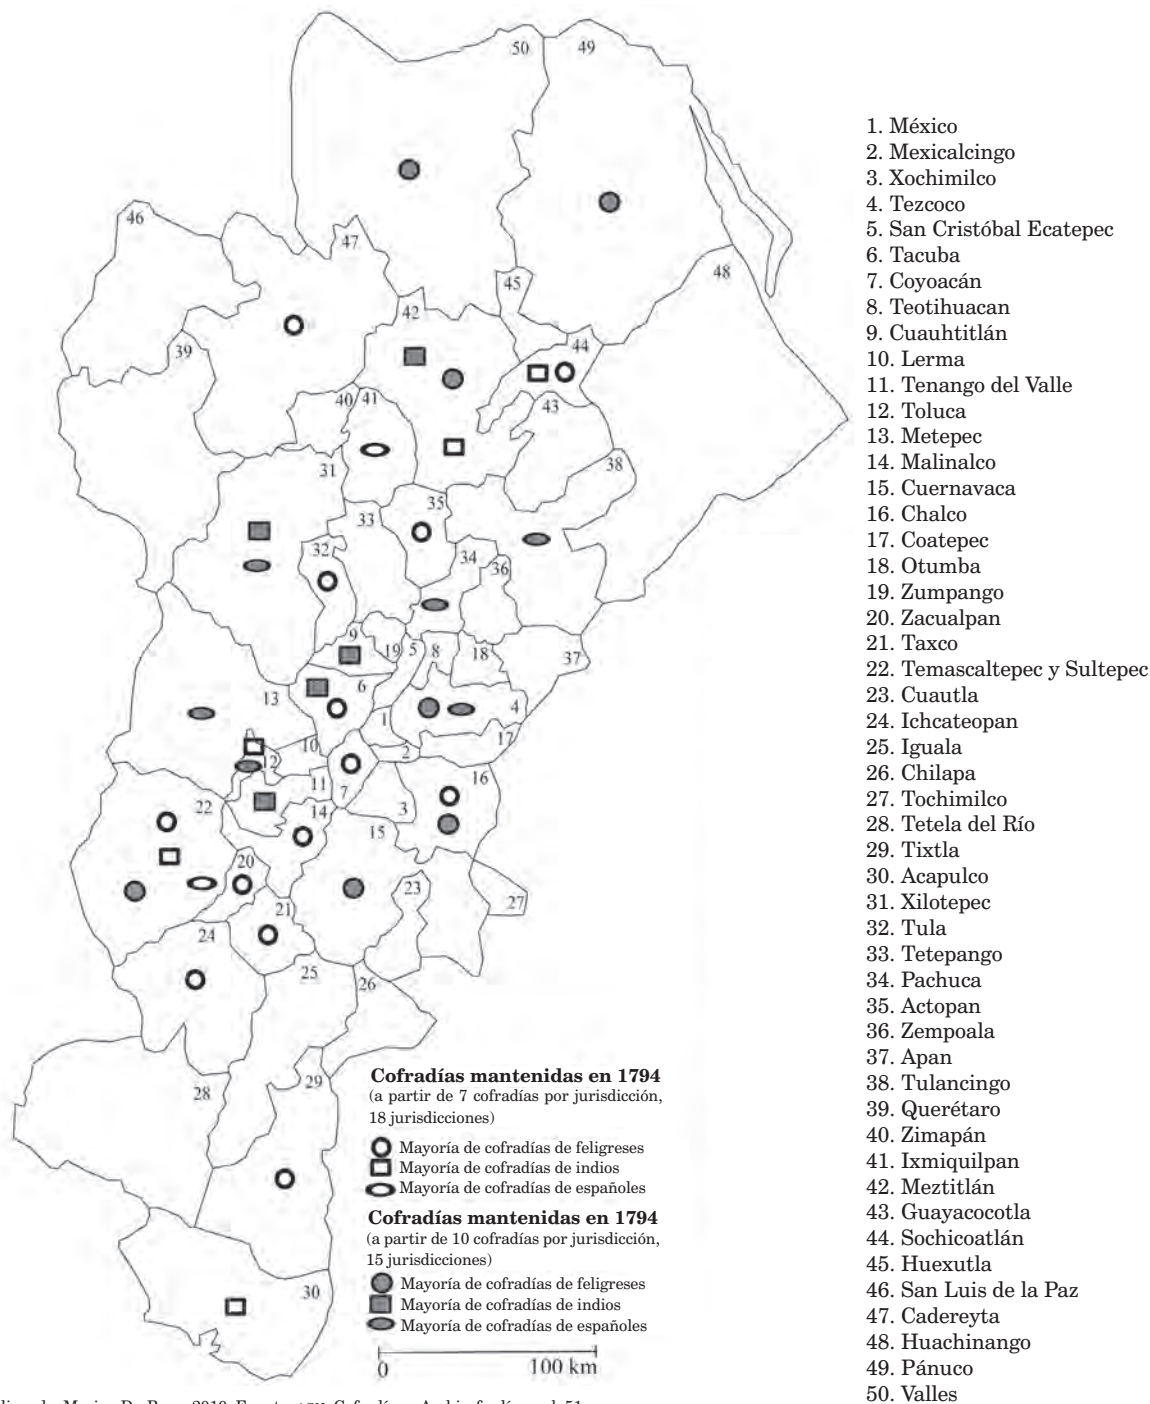 50
49
46
47
48
45
42
44
39
40
41
43
31
38
35
33
32
34
36
9
19
5
8
18
37
6
13
4
1
17
10
2
12
11
16
7
3
22
14
15
20
23
21
27
24
25
26
29
28
30
1. México
2. Mexicalcingo
3. Xochimilco
4. Tezcoco
5. San Cristóbal Ecatepec
6. Tacuba
7. Coyoacán
8. Teotihuacan
9. Cuauhtitlán
10. Lerma
11. Tenango del Valle
12. Toluca
13. Metepec
14. Malinalco
15. Cuernavaca
16. Chalco
17. Coatepec
18. Otumba
19. Zumpango
20. Zacualpan
21. Taxco
22. Temascaltepec y Sultepec
23. Cuautla
24. Ichcateopan
25. Iguala
26. Chilapa
27. Tochimilco
28. Tetela del Río
29. Tixtla
30. Acapulco
31. Xilotepec
32. Tula
33. Tetepango
34. Pachuca
35. Actopan
36. Zempoala
37. Apan
38. Tulancingo
39. Querétaro
40. Zimapán
41. Ixmiquilpan
42. Meztitlán
43. Guayacocotla
44. Sochicoatlán
45. Huexutla
46. San Luis de la Paz
47. Cadereyta
48. Huachinango
49. Pánuco
50. Valles
Cofradías mantenidas en 1794
(a partir de 7 cofradías por jurisdicción,
18 jurisdicciones)
Mayoría de cofradías de feligreses
Mayoría de cofradías de indios
Mayoría de cofradías de españoles
Cofradías mantenidas en 1794
(a partir de 10 cofradías por jurisdicción,
15 jurisdicciones)
Mayoría de cofradías de feligreses
Mayoría de cofradías de indios
Mayoría de cofradías de españoles
0 100 km